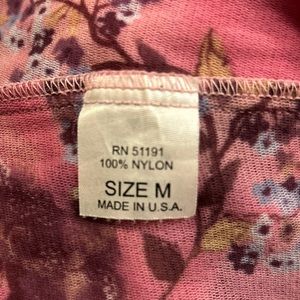 RN 51191
100% NYLON
SIZE M
MADE IN U.S.A.